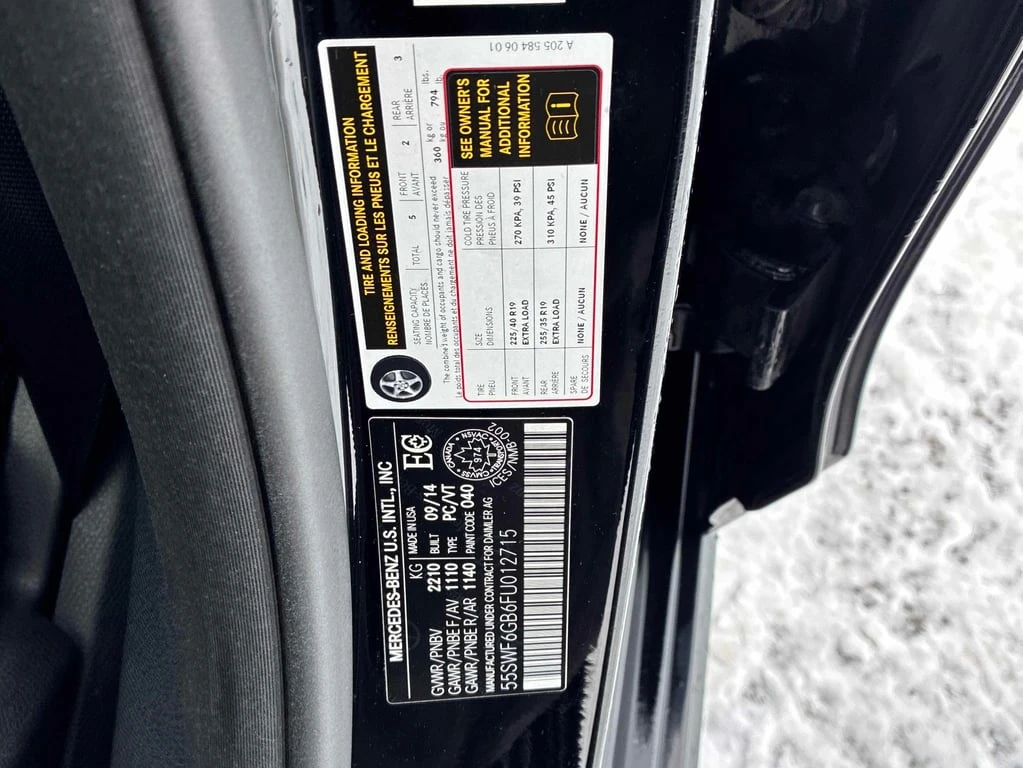 A 205 584 06 01
TIRE AND LOADING INFORMATION
RENSEIGNEMENTS SUR LES PNEUS ET LE CHARGEMENT
SEATING CAPACITY TOTAL 5 FRONT 2 REAR 3
NOMBRE DE PLACES AVANT ARRIÈRE
The combined weight of occupants and cargo should never exceed 360 kg or 794 lbs.
Le poids total des occupants et du chargement ne doit jamais dépasser kg ou lb.
TIRE SIZE COLD TIRE PRESSURE
PNEU DIMENSIONS PRESSION DES
PNEUS À FROID
FRONT 225/40 R19 270 KPA, 39 PSI
AVANT EXTRA LOAD
REAR 255/35 R19 310 KPA, 45 PSI
ARRIÈRE EXTRA LOAD
SPARE NONE / AUCUN NONE / AUCUN
DE SECOURS
SEE OWNER'S
MANUAL FOR
ADDITIONAL
INFORMATION
MERCEDES-BENZ U.S. INTL., INC
KG MADE IN USA
GVWR/PNBV 2210 BUILT 09/14
GAWR/PNBE F/AV 1110 TYPE PC/VT
GAWR/PNBE R/AR 1140 PAINT CODE 040
MANUFACTURED UNDER CONTRACT FOR DAIMLER AG
55SWF6GB6FU012715
EC
CANADA
NSVAC
974
TRANSPORT
CMVSS
ICES/NMB-002